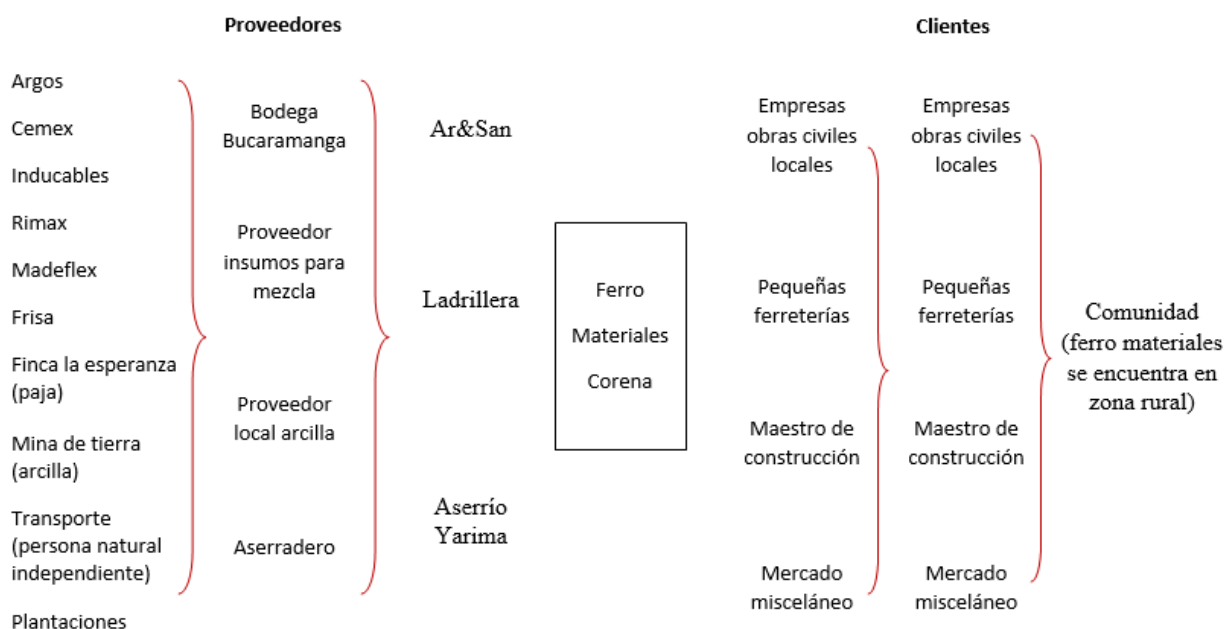 Proveedores
Clientes
Argos
Cemex
Inducables
Rimax
Madeflex
Frisa
Finca la esperanza
(paja)
Mina de tierra
(arcilla)
Transporte
(persona natural
independiente)
Plantaciones
Bodega
Bucaramanga
Proveedor
insumos para
mezcla
Proveedor
local arcilla
Aserradero
Ar&San
Ladrillera
Aserrío
Yarima
Ferro
Materiales
Corena
Empresas
obras civiles
locales
Pequeñas
ferreterías
Maestro de
construcción
Mercado
misceláneo
Empresas
obras civiles
locales
Pequeñas
ferreterías
Maestro de
construcción
Mercado
misceláneo
Comunidad
(ferro materiales
se encuentra en
zona rural)